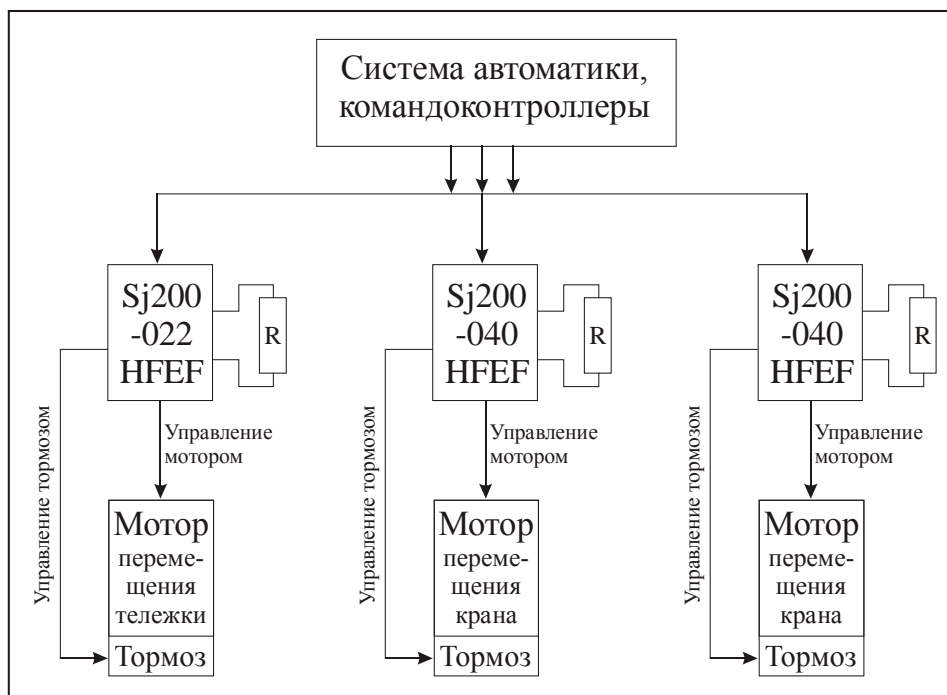 Система автоматики,
командоконтроллеры
Sj200
-022
HFEF
R
Управление тормозом
Управление
мотором
Мотор
переме-
щения
тележки
Тормоз
Sj200
-040
HFEF
R
Управление тормозом
Управление
мотором
Мотор
переме-
щения
крана
Тормоз
Sj200
-040
HFEF
R
Управление тормозом
Управление
мотором
Мотор
переме-
щения
крана
Тормоз